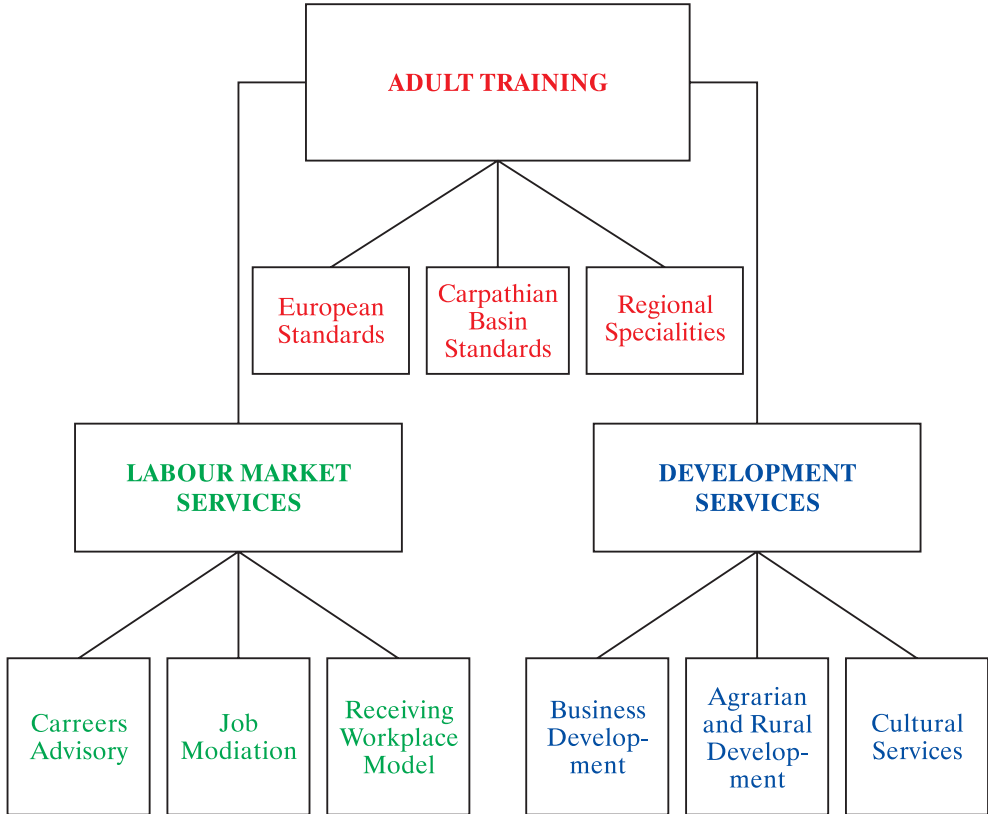 ADULT TRAINING
European
Standards
Carpathian
Basin
Standards
Regional
Specialities
LABOUR MARKET
SERVICES
DEVELOPMENT
SERVICES
Carreers
Advisory
Job
Modiation
Receiving
Workplace
Model
Business
Develop-
ment
Agrarian
and Rural
Develop-
ment
Cultural
Services